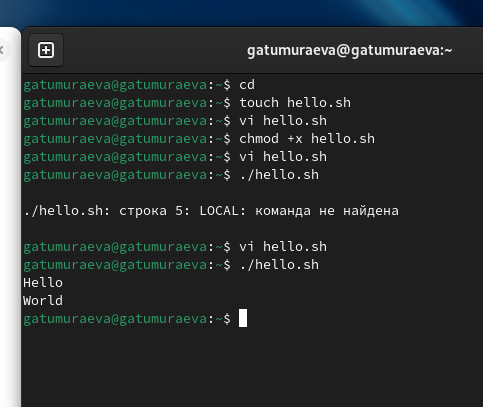 gatumuraeva@gatumuraeva:~
gatumuraeva@gatumuraeva:~$ cd
gatumuraeva@gatumuraeva:~$ touch hello.sh
gatumuraeva@gatumuraeva:~$ vi hello.sh
gatumuraeva@gatumuraeva:~$ chmod +x hello.sh
gatumuraeva@gatumuraeva:~$ vi hello.sh
gatumuraeva@gatumuraeva:~$ ./hello.sh
./hello.sh: строка 5: LOCAL: команда не найдена
gatumuraeva@gatumuraeva:~$ vi hello.sh
gatumuraeva@gatumuraeva:~$ ./hello.sh
Hello
World
gatumuraeva@gatumuraeva:~$